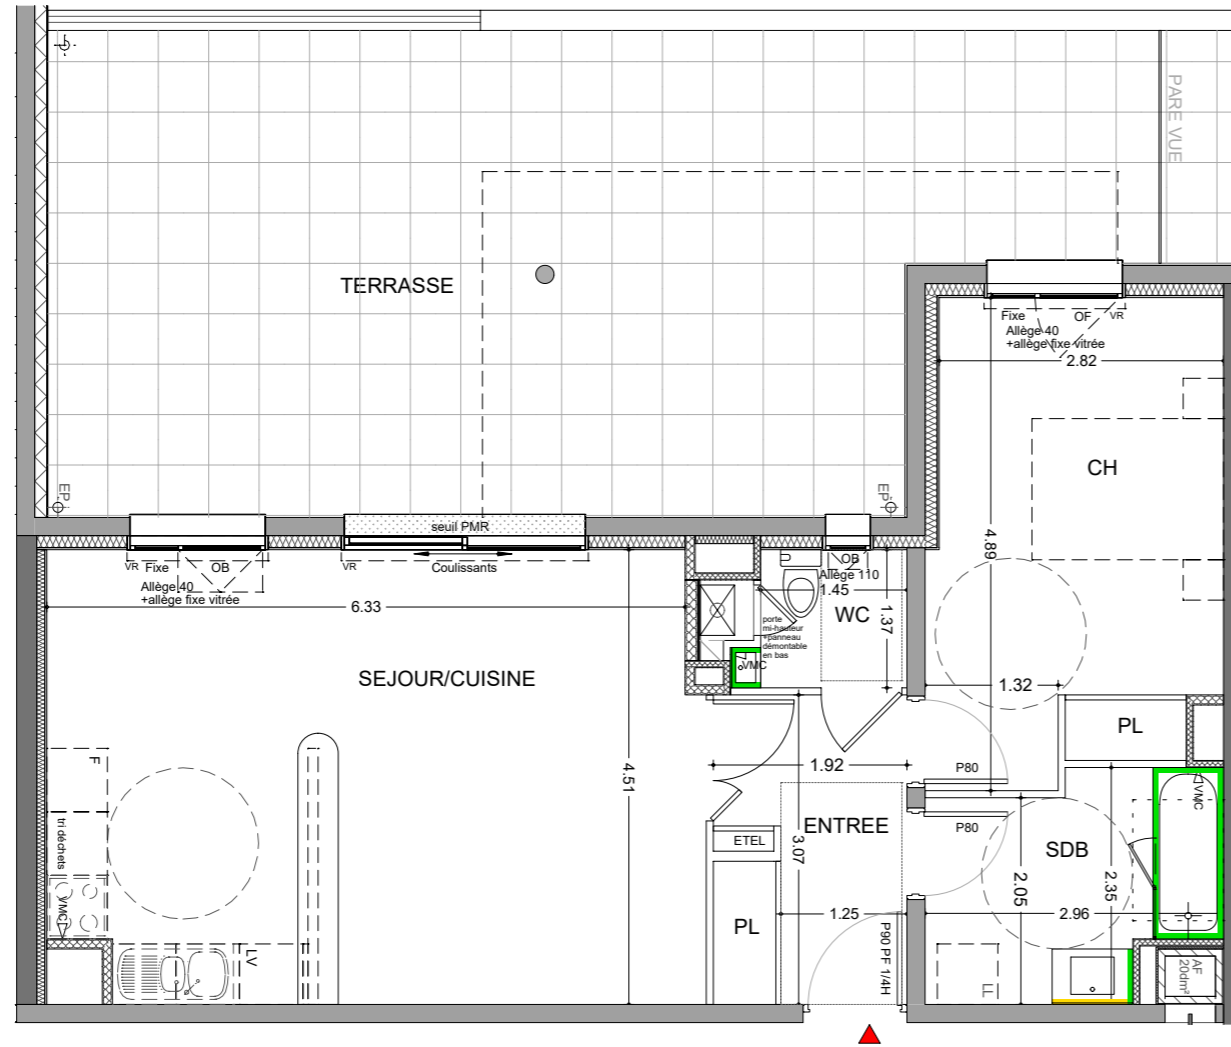 PARE VUE
TERRASSE
EP
EP
Fixe
OF
VR
Allège 40
+allège fixe vitrée
2.82
CH
4.89
seuil PMR
VR
Fixe
OB
Allège 40
+allège fixe vitrée
VR
Coulissants
OB
Allège 110
1.45
WC
1.37
6.33
porte
mi-hauteur
+panneau
démontable
en bas
VMC
SEJOUR/CUISINE
1.32
PL
4.51
1.92
P80
F
VMC
tri déchets
ENTREE
P80
ETEL
3.07
SDB
2.05
2.35
VMC
PL
1.25
2.96
P90 PF 1/4H
LV
LL
AF
20dm²